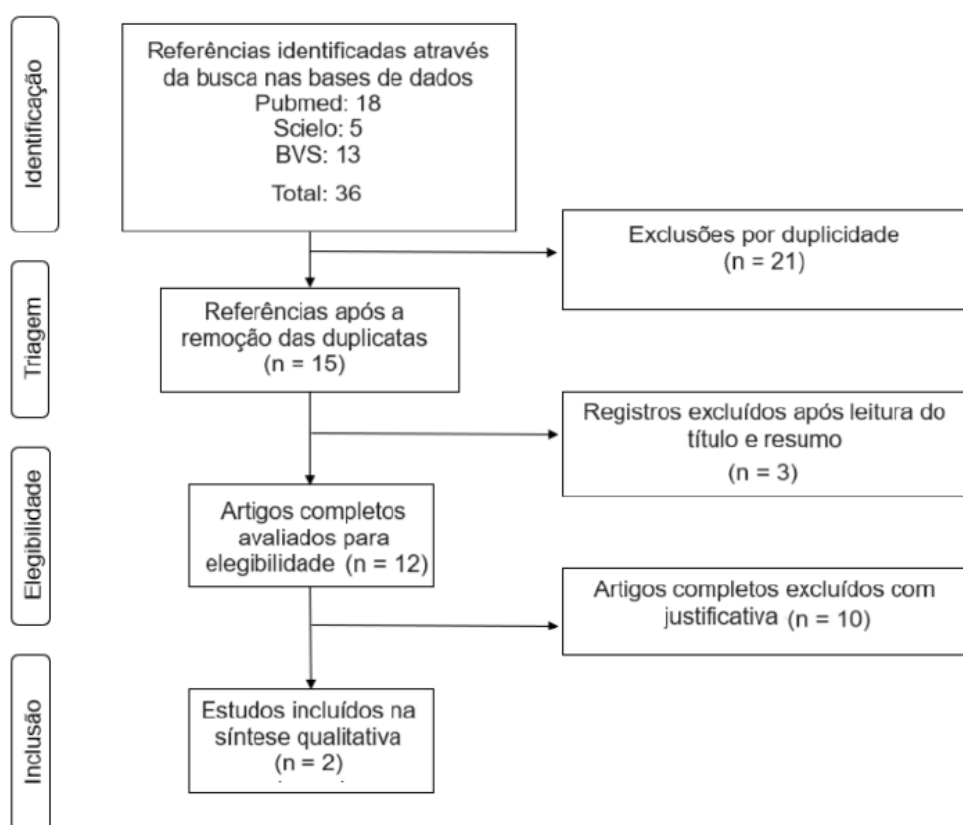 Identificação
Referências identificadas através
da busca nas bases de dados
Pubmed: 18
Scielo: 5
BVS: 13
Total: 36
Exclusões por duplicidade
(n = 21)
Triagem
Referências após a
remoção das duplicatas
(n = 15)
Registros excluídos após leitura do
título e resumo
(n = 3)
Elegibilidade
Artigos completos
avaliados para
elegibilidade (n = 12)
Artigos completos excluídos com
justificativa (n = 10)
Inclusão
Estudos incluídos na
síntese qualitativa
(n = 2)